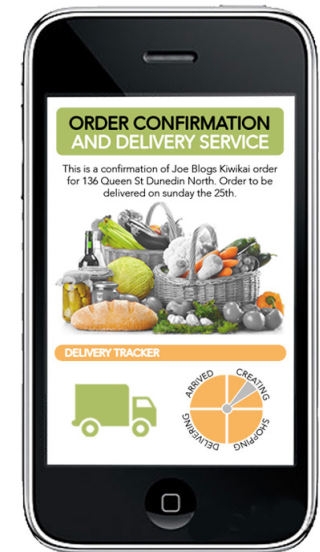 ORDER CONFIRMATION
AND DELIVERY SERVICE
This is a confirmation of Joe Blogs Kiwikai order
for 136 Queen St Dunedin North. Order to be
delivered on sunday the 25th.
DELIVERY TRACKER
ARRIVED
CREATING
DELIVERING
SHOPPING